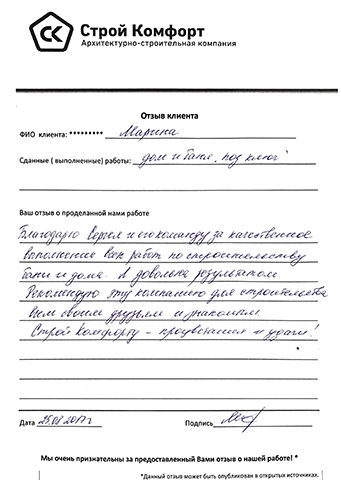 СК
Строй Комфорт
Архитектурно-строительная компания
Отзыв клиента
ФИО клиента: ********* Марина
Сданные ( выполненные) работы: дом и баня „под ключ"
Ваш отзыв о проделанной нами работе
Благодарю Сергея и его команду за качественное
выполнение всех работ по строительству
бани и дома. Я довольна результатом.
Рекомендую эту компанию для строительства
всем своим друзьям и знакомым.
Строй Комфорту - процветания и удачи!
Дата 25.08 2017г Подпись
Мы очень признательны за предоставленный Вами отзыв о нашей работе! *
*Данный отзыв может быть опубликован в открытых источниках.